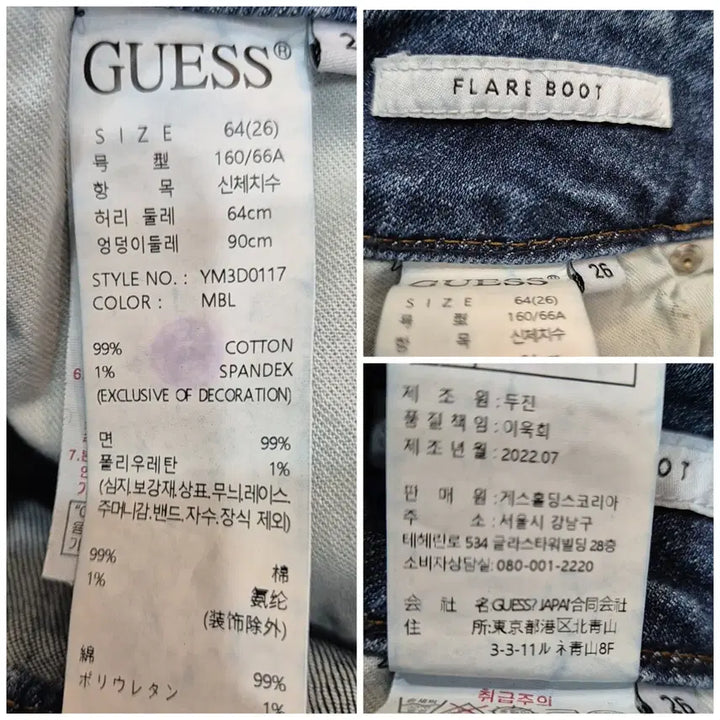 GUESS®
SIZE 64(26)
号 型 160/66A
항 목 신체치수
허리 둘레 64cm
엉덩이둘레 90cm
STYLE NO. : YM3D0117
COLOR : MBL
99% COTTON
1% SPANDEX
(EXCLUSIVE OF DECORATION)
면 99%
폴리우레탄 1%
(심지.보강재.상표.무늬.레이스.
주머니감.밴드.자수.장식 제외)
99% 棉
1% 氨纶
(装饰除外)
綿 99%
ポリウレタン 1%
2
6
7.
FLARE BOOT
GUESS
26
SIZE 64(26)
号 型 160/66A
항 목 신체치수
제 조 원 : 두진
품질 책임 : 이욱희
제 조 년 월 : 2022.07
판 매 원 : 게스홀딩스코리아
주 소 : 서울시 강남구
테헤란로 534 글라스타워빌딩 28층
소비자상담실: 080-001-2220
会 社 名:GUESS? JAPAN合同会社
住 所:東京都港区北青山
3-3-11ルネ青山8F
OOT
취급주의
26